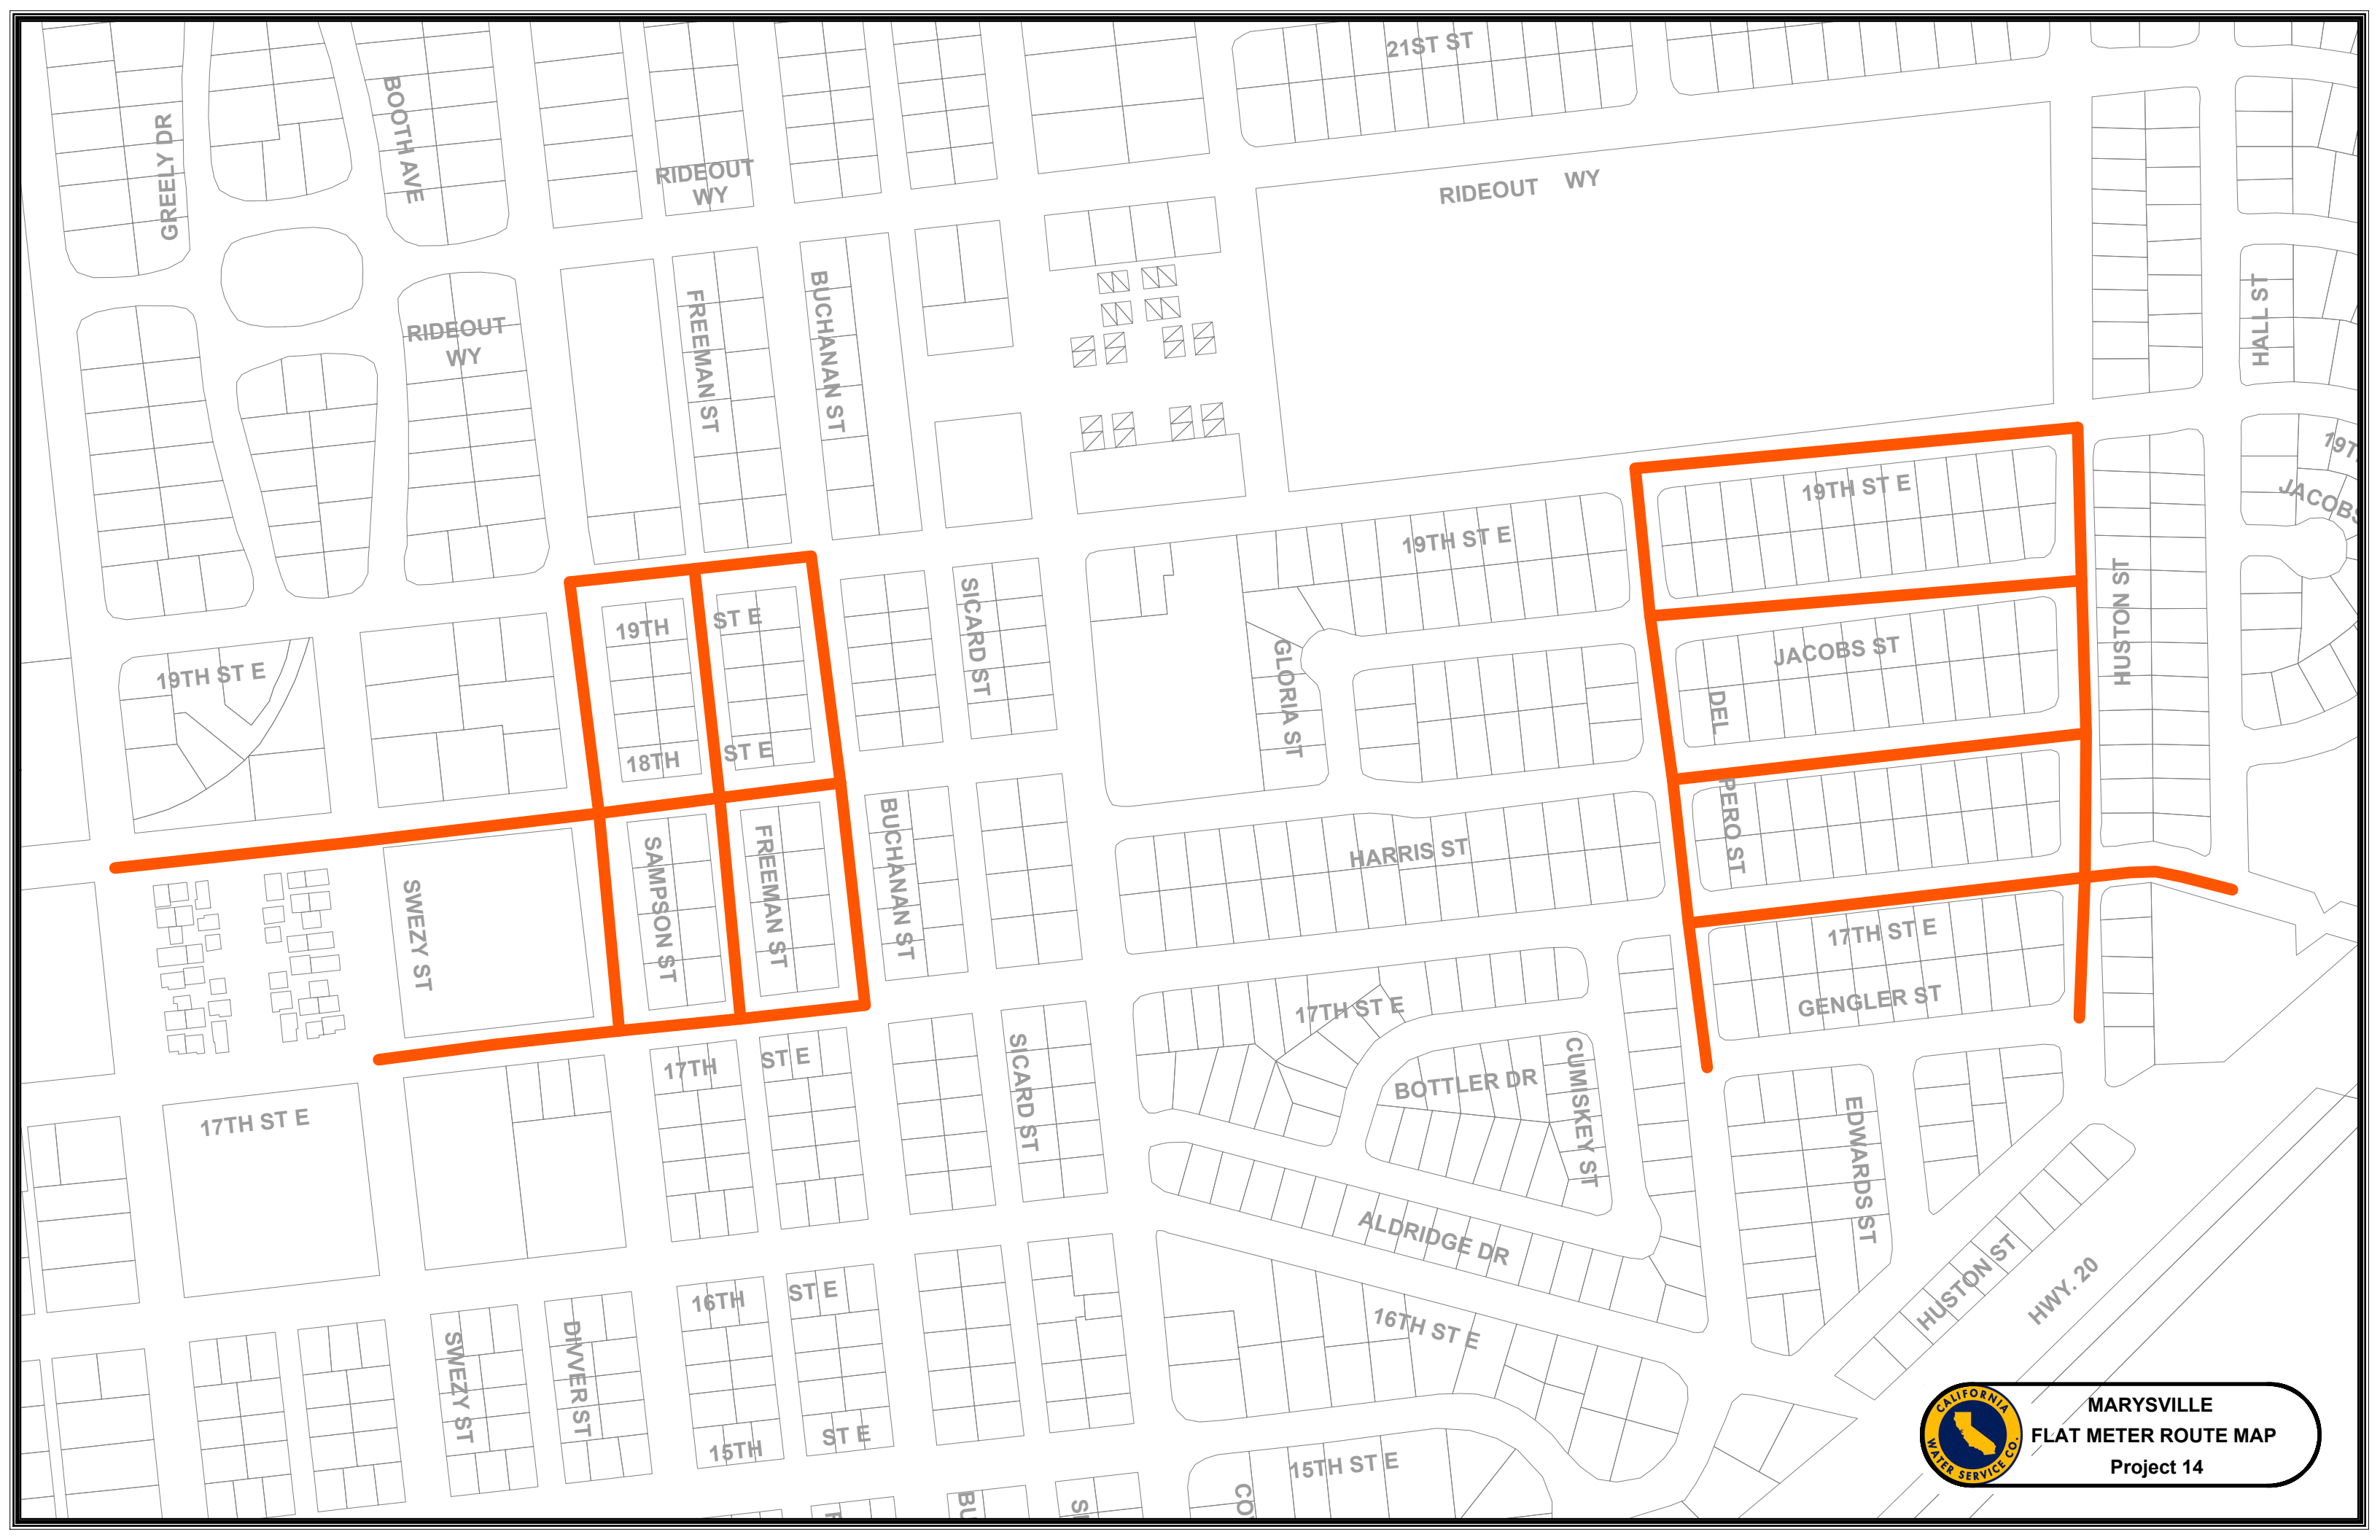 21ST ST
BOOTH AVE
GREELY DR
RIDEOUT
WY
RIDEOUT WY
HALL ST
FREEMAN ST
BUCHANAN ST
RIDEOUT
WY
19T
JACOBS
19TH ST E
19TH ST E
HUSTON ST
SICARD ST
19TH ST E
18TH ST E
19TH ST E
GLORIA ST
JACOBS ST
DEL PERO ST
HARRIS ST
SWEZY ST
SAMPSON ST
FREEMAN ST
BUCHANAN ST
17TH ST E
GENGLER ST
17TH ST E
SICARD ST
17TH ST E
17TH ST E
BOTTLER DR
CUMISKEY ST
EDWARDS ST
ALDRIDGE DR
HUSTON ST
HWY. 20
16TH ST E
16TH ST E
SWEZY ST
DIVVER ST
15TH ST E
15TH ST E
BU
SI
CO
CALIFORNIA
WATER SERVICE CO.
MARYSVILLE
FLAT METER ROUTE MAP
Project 14